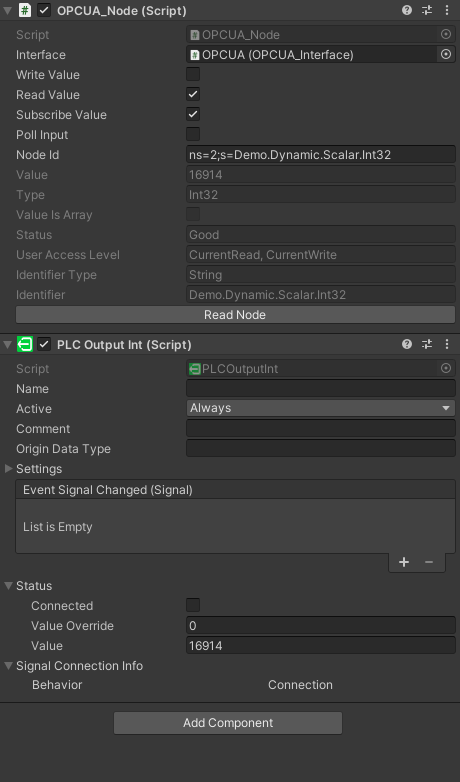 OPCUA_Node (Script)
Script OPCUA_Node
Interface OPCUA (OPCUA_Interface)
Write Value
Read Value
Subscribe Value
Poll Input
Node Id ns=2;s=Demo.Dynamic.Scalar.Int32
Value 16914
Type Int32
Value Is Array
Status Good
User Access Level CurrentRead, CurrentWrite
Identifier Type String
Identifier Demo.Dynamic.Scalar.Int32
Read Node
PLC Output Int (Script)
Script PLCOutputInt
Name
Active Always
Comment
Origin Data Type
Settings
Event Signal Changed (Signal)
List is Empty
+ −
Status
Connected
Value Override 0
Value 16914
Signal Connection Info
Behavior Connection
Add Component